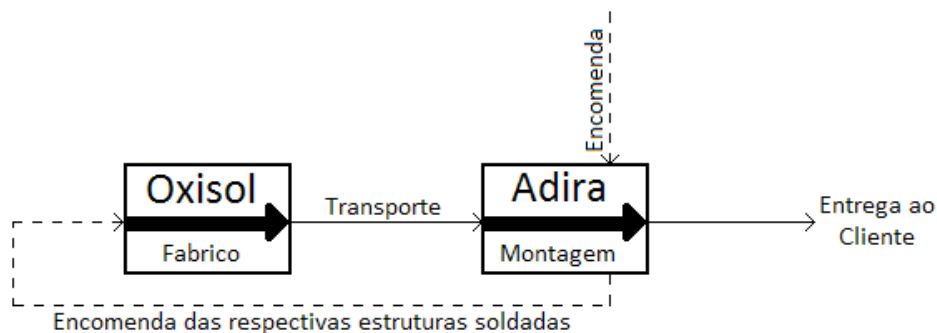 Encomenda
Oxisol
Adira
Transporte
Fabrico
Montagem
Entrega ao
Cliente
Encomenda das respectivas estruturas soldadas